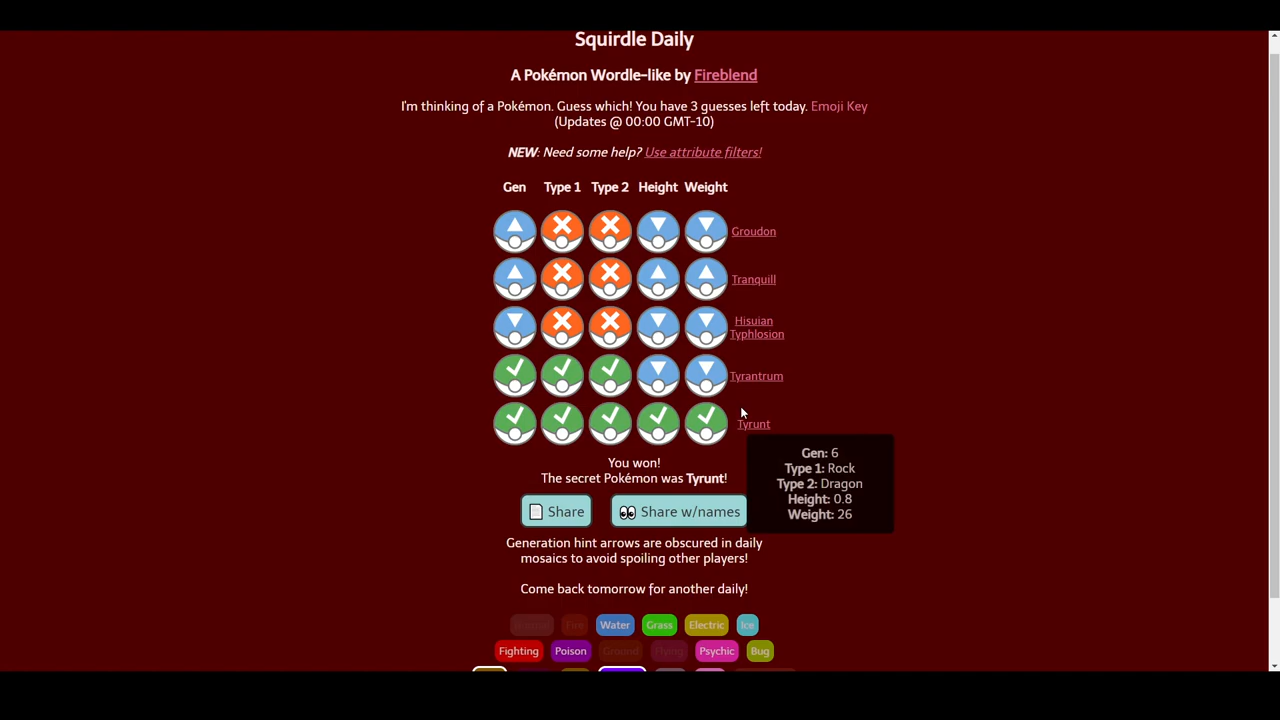 Squirdle Daily
A Pokémon Wordle-like by Fireblend
I'm thinking of a Pokémon. Guess which! You have 3 guesses left today. Emoji Key
(Updates @ 00:00 GMT-10)
NEW: Need some help? Use attribute filters!
Gen Type 1 Type 2 Height Weight
Groudon
Tranquill
Hisuian
Typhlosion
Tyrantrum
Tyrunt
Gen: 6
Type 1: Rock
Type 2: Dragon
Height: 0.8
Weight: 26
You won!
The secret Pokémon was Tyrunt!
Share Share w/names
Generation hint arrows are obscured in daily
mosaics to avoid spoiling other players!
Come back tomorrow for another daily!
Normal Fire Water Grass Electric Ice
Fighting Poison Ground Flying Psychic Bug